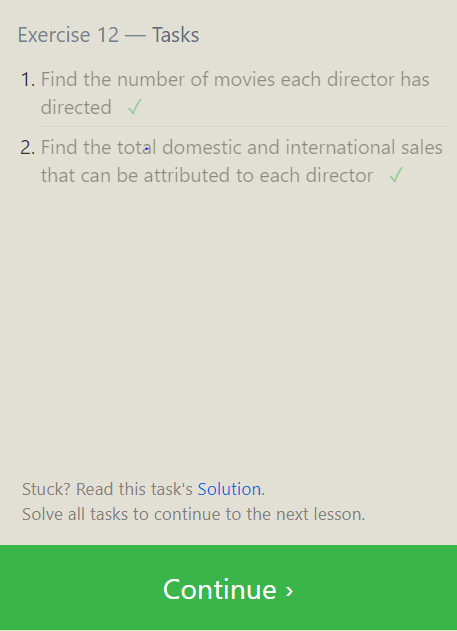 Exercise 12 — Tasks
1. Find the number of movies each director has
directed ✓
2. Find the total domestic and international sales
that can be attributed to each director ✓
Stuck? Read this task's Solution.
Solve all tasks to continue to the next lesson.
Continue ›